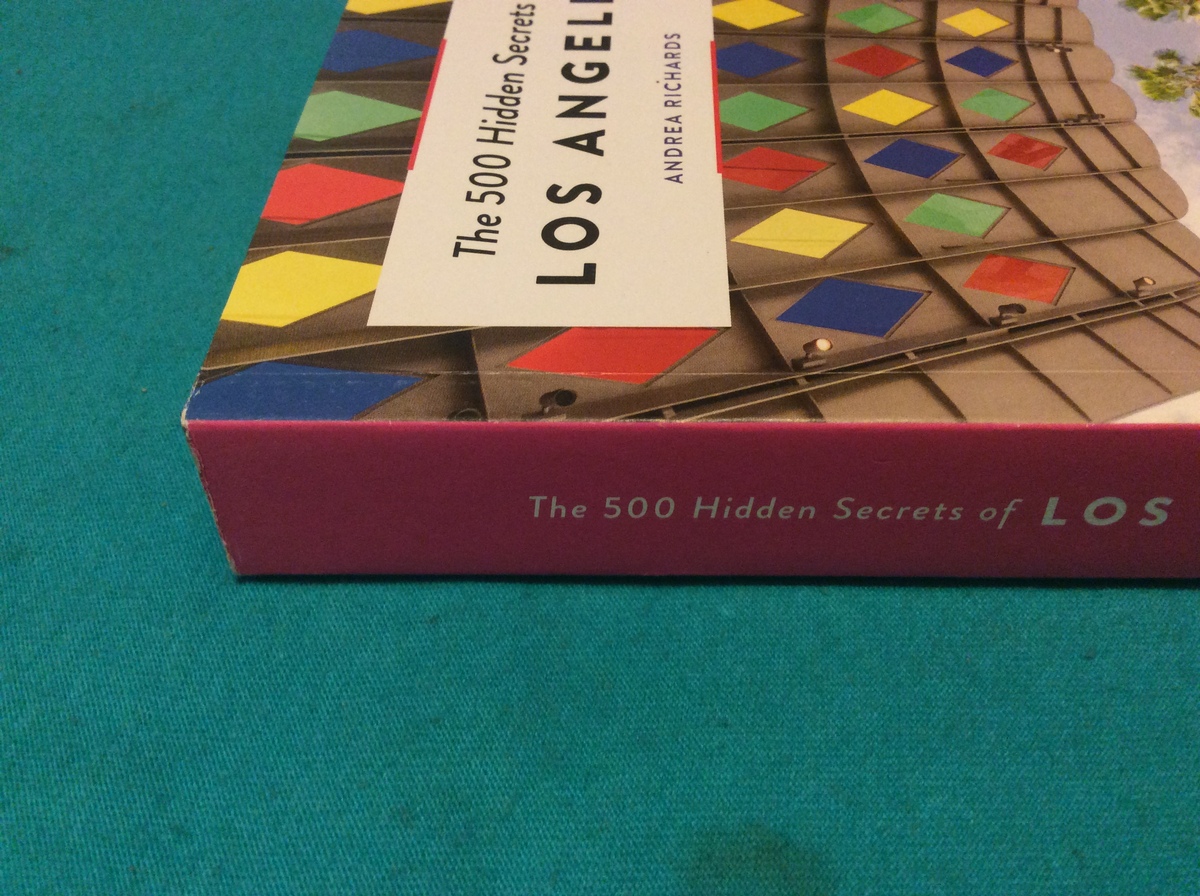 The 500 Hidden Secrets
LOS ANGEL
ANDREA RICHARDS
The 500 Hidden Secrets of LOS